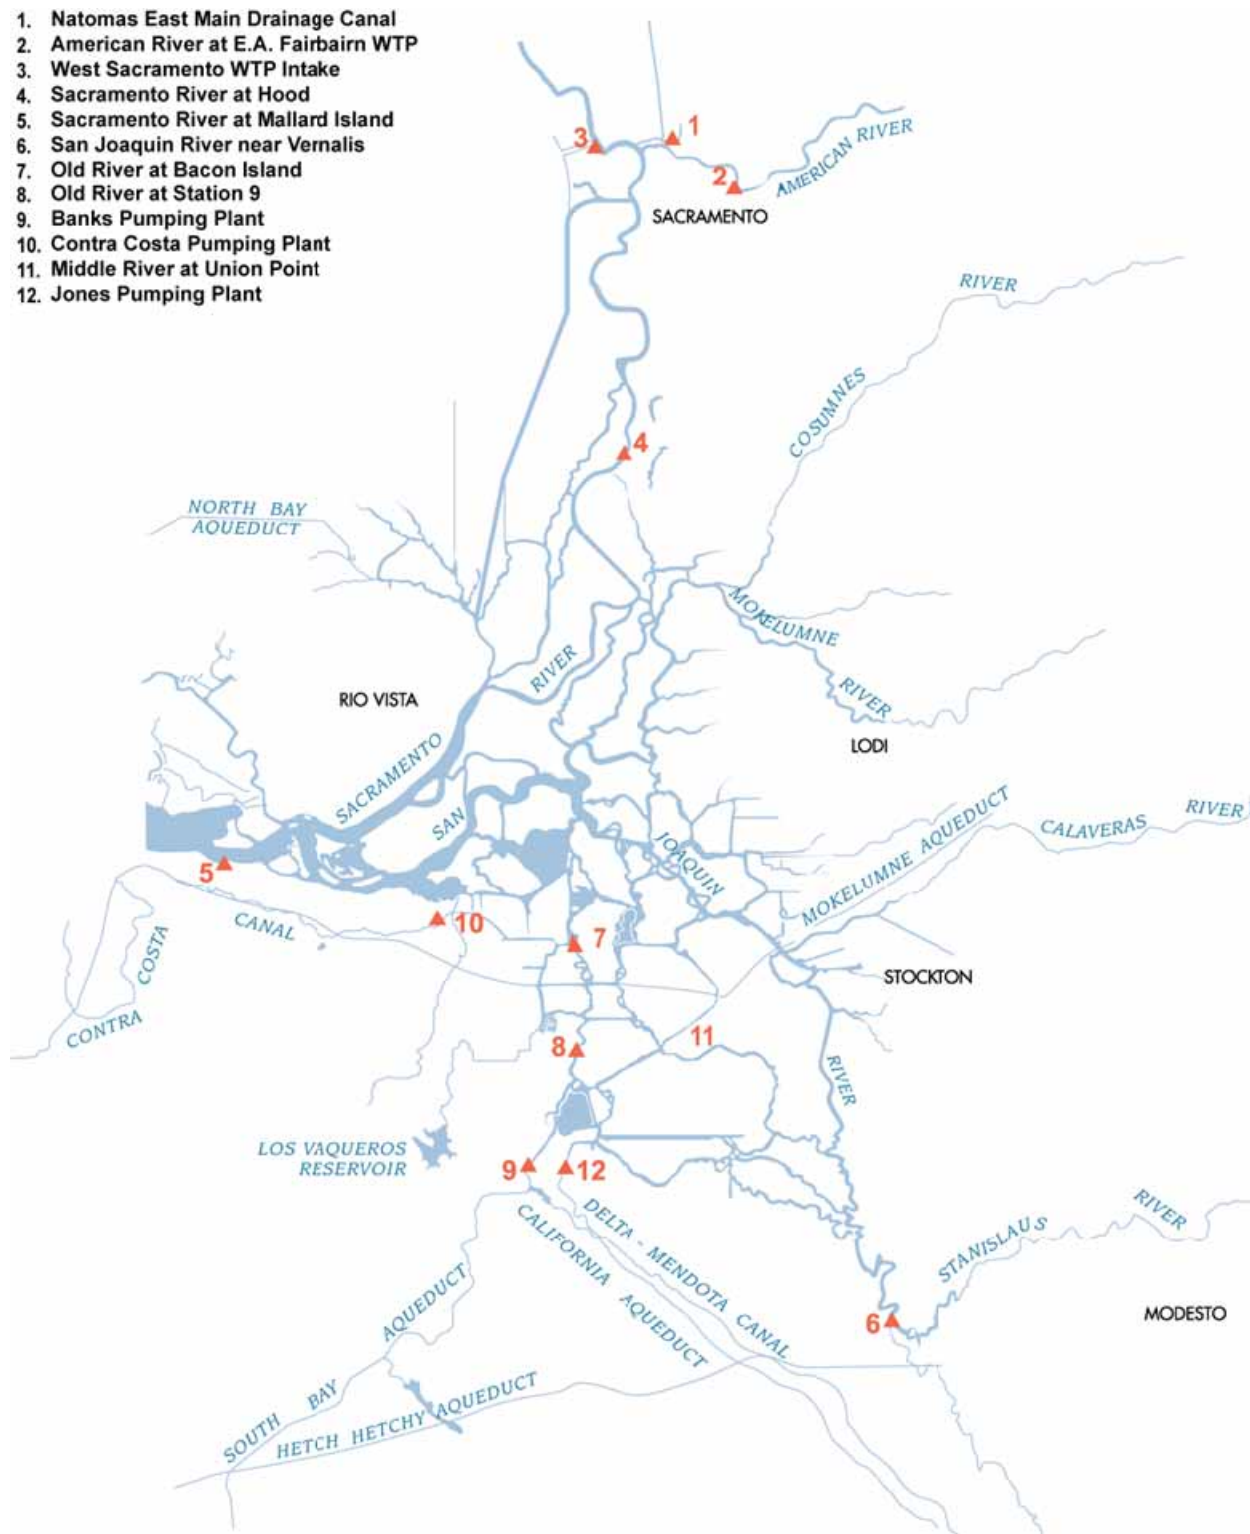 1. Natomas East Main Drainage Canal
2. American River at E.A. Fairbairn WTP
3. West Sacramento WTP Intake
4. Sacramento River at Hood
5. Sacramento River at Mallard Island
6. San Joaquin River near Vernalis
7. Old River at Bacon Island
8. Old River at Station 9
9. Banks Pumping Plant
10. Contra Costa Pumping Plant
11. Middle River at Union Point
12. Jones Pumping Plant
1
3
2
AMERICAN RIVER
SACRAMENTO
RIVER
COSUMNES
4
NORTH BAY
AQUEDUCT
MOKELUMNE
RIVER
RIVER
RIO VISTA
LODI
SACRAMENTO
SAN
JOAQUIN
MOKELUMNE AQUEDUCT
CALAVERAS
RIVER
5
CANAL
10
7
COSTA
CONTRA
STOCKTON
8
11
RIVER
LOS VAQUEROS
RESERVOIR
9
12
DELTA - MENDOTA CANAL
CALIFORNIA AQUEDUCT
STANISLAUS
RIVER
6
MODESTO
AQUEDUCT
SOUTH BAY
HETCH HETCHY AQUEDUCT